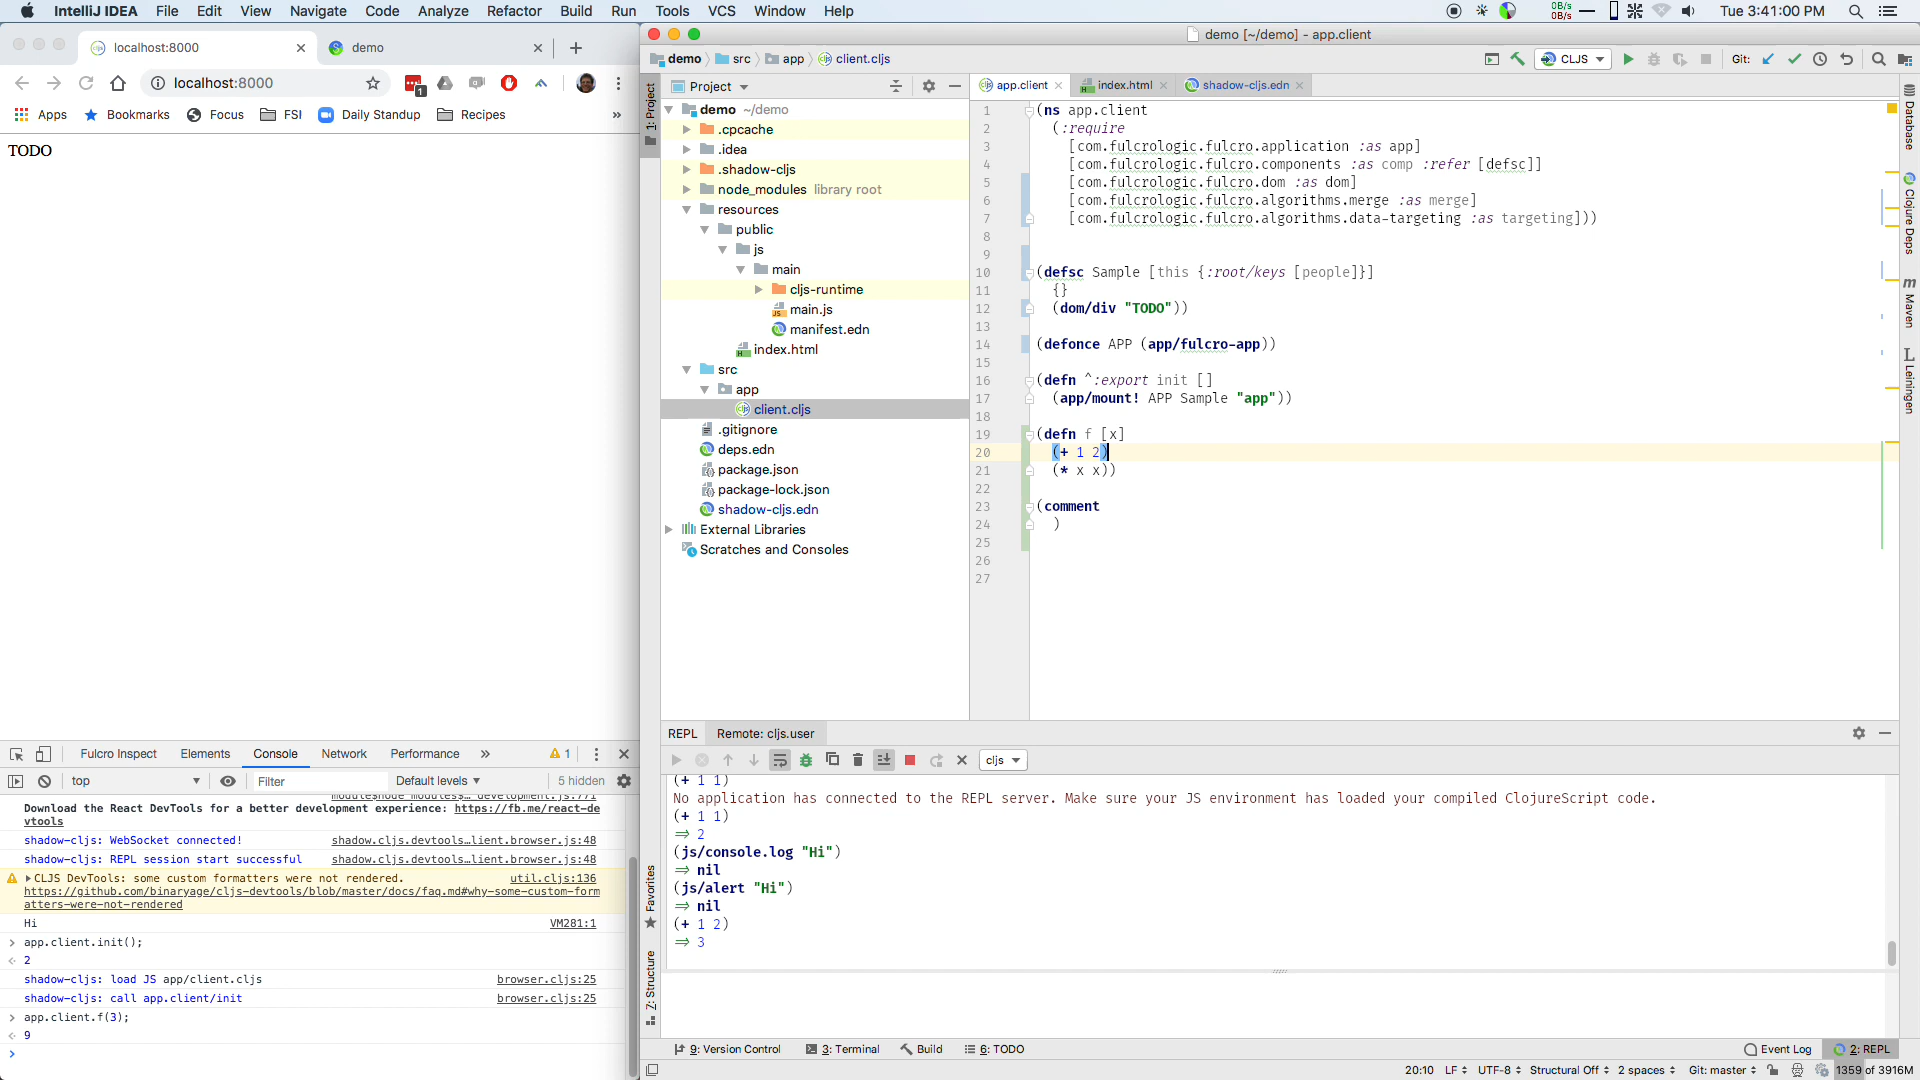 IntelliJ IDEA File Edit View Navigate Code Analyze Refactor Build Run Tools VCS Window Help
0B/s
0B/s
Tue 3:41:00 PM
localhost:8000
demo
localhost:8000
1
Apps Bookmarks Focus FSI Daily Standup Recipes »
TODO
demo [~/demo] - app.client
demo src app client.cljs
CLJS
Git:
1: Project
Project
demo ~/demo
.cpcache
.idea
.shadow-cljs
node_modules library root
resources
public
js
main
cljs-runtime
main.js
manifest.edn
index.html
src
app
client.cljs
.gitignore
deps.edn
package.json
package-lock.json
shadow-cljs.edn
External Libraries
Scratches and Consoles
app.client index.html shadow-cljs.edn
1 (ns app.client
2 (:require
3 [com.fulcrologic.fulcro.application :as app]
4 [com.fulcrologic.fulcro.components :as comp :refer [defsc]]
5 [com.fulcrologic.fulcro.dom :as dom]
6 [com.fulcrologic.fulcro.algorithms.merge :as merge]
7 [com.fulcrologic.fulcro.algorithms.data-targeting :as targeting]))
8
9
10 (defsc Sample [this {:root/keys [people]}]
11 {}
12 (dom/div "TODO"))
13
14 (defonce APP (app/fulcro-app))
15
16 (defn ^:export init []
17 (app/mount! APP Sample "app"))
18
19 (defn f [x]
20 (+ 1 2)
21 (* x x))
22
23 (comment
24 )
25
26
27
Database
Clojure Deps
Maven
Leiningen
Fulcro Inspect Elements Console Network Performance » 1
top Filter Default levels 5 hidden
Download the React DevTools for a better development experience: https://fb.me/react-de
vtools
shadow-cljs: WebSocket connected! shadow.cljs.devtools…lient.browser.js:48
shadow-cljs: REPL session start successful shadow.cljs.devtools…lient.browser.js:48
CLJS DevTools: some custom formatters were not rendered. util.cljs:136
https://github.com/binaryage/cljs-devtools/blob/master/docs/faq.md#why-some-custom-form
atters-were-not-rendered
Hi VM281:1
app.client.init();
2
shadow-cljs: load JS app/client.cljs browser.cljs:25
shadow-cljs: call app.client/init browser.cljs:25
app.client.f(3);
9
REPL Remote: cljs.user
cljs
(+ 1 1)
No application has connected to the REPL server. Make sure your JS environment has loaded your compiled ClojureScript code.
(+ 1 1)
⇒ 2
(js/console.log "Hi")
⇒ nil
(js/alert "Hi")
⇒ nil
(+ 1 2)
⇒ 3
Favorites
Z: Structure
9: Version Control 3: Terminal Build 6: TODO
Event Log 2: REPL
20:10 LF UTF-8 Structural Off 2 spaces Git: master 1359 of 3916M